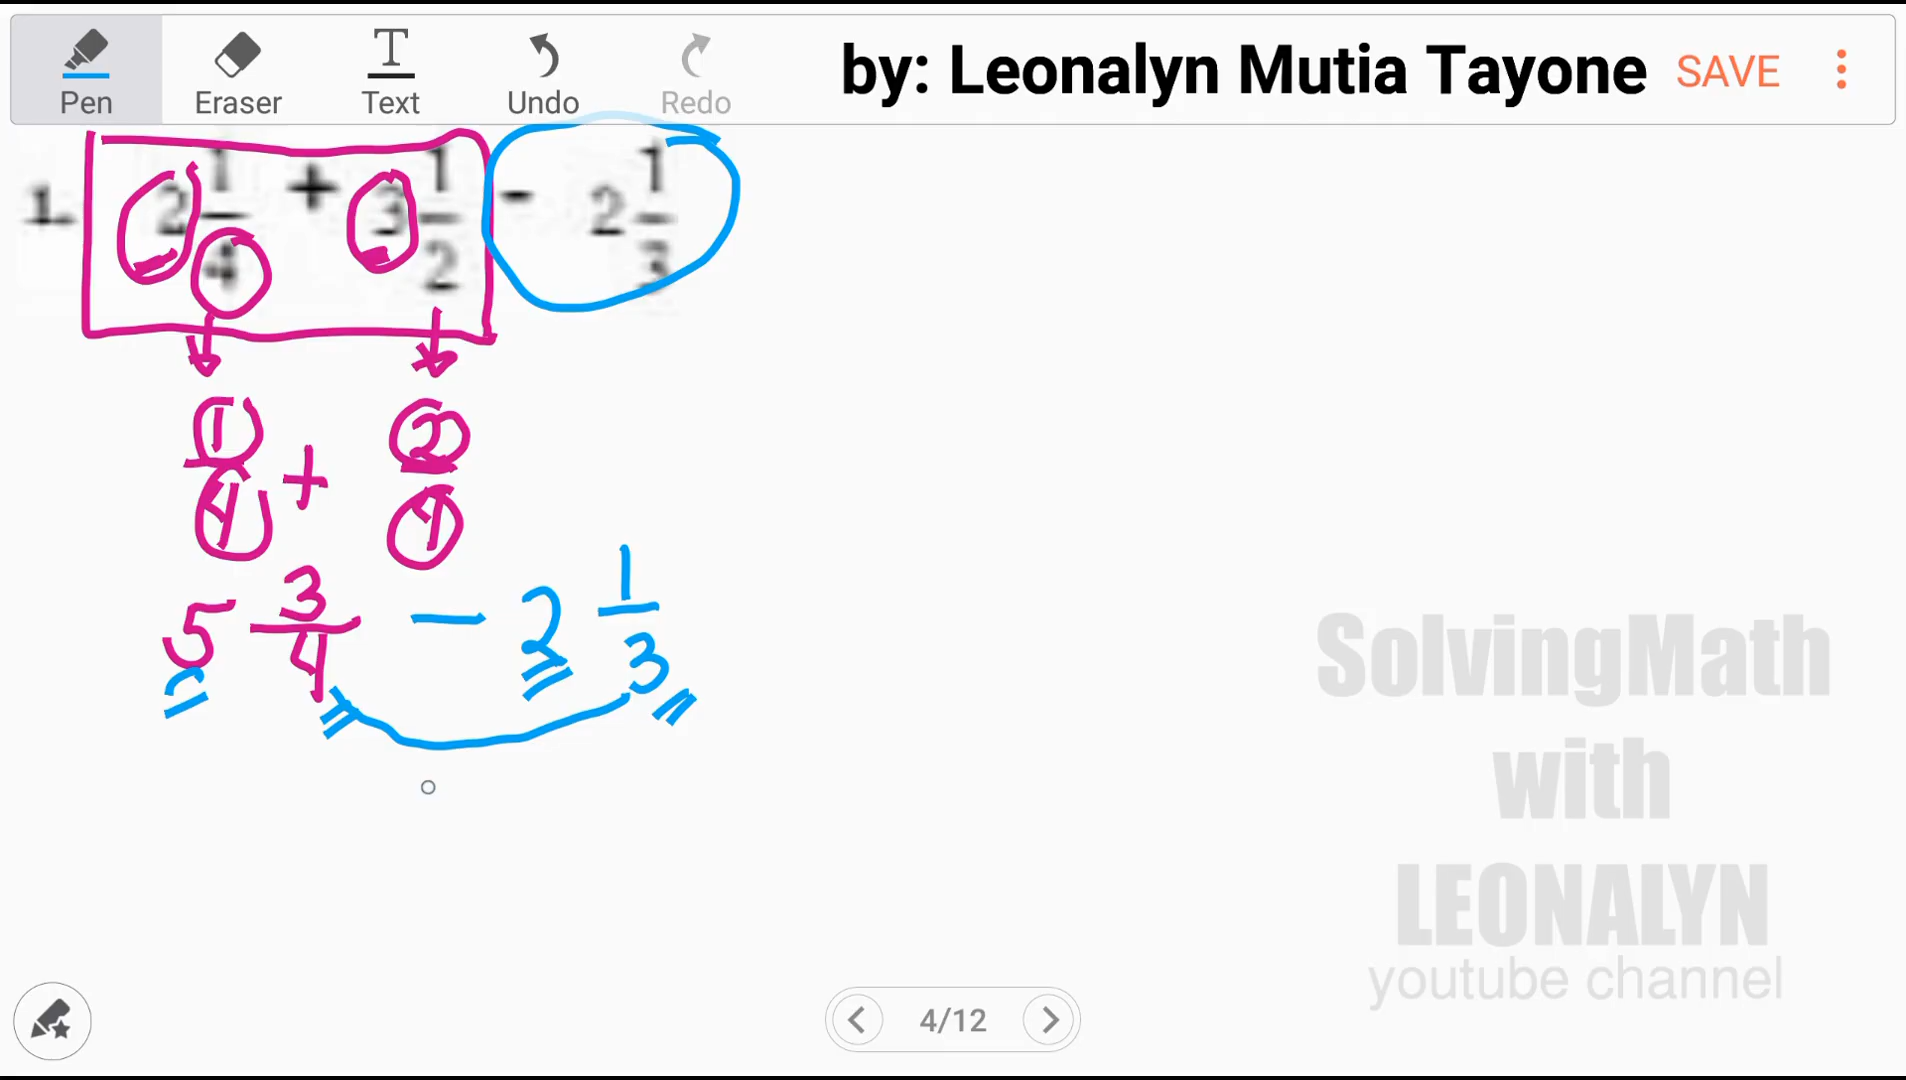 Pen Eraser Text Undo Redo by: Leonalyn Mutia Tayone SAVE
1. 2 1/4 + 3 1/2 - 2 1/3
1/4 + 2/4
5 3/4 - 2 1/3
SolvingMath
with
LEONALYN
youtube channel
4/12